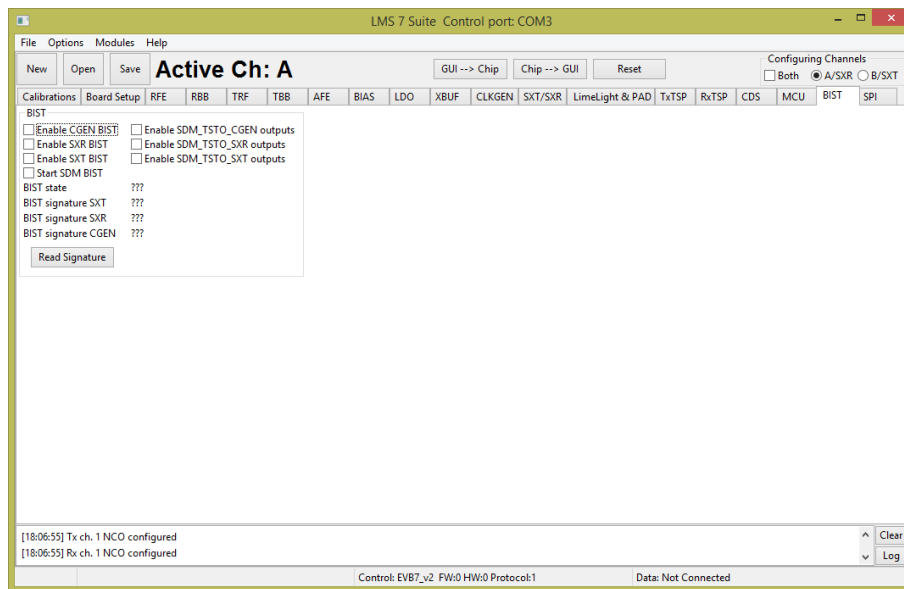 LMS 7 Suite Control port: COM3
File Options Modules Help
New Open Save Active Ch: A GUI --> Chip Chip --> GUI Reset Configuring Channels
Both A/SXR B/SXT
Calibrations Board Setup RFE RBB TRF TBB AFE BIAS LDO XBUF CLKGEN SXT/SXR LimeLight & PAD TxTSP RxTSP CDS MCU BIST SPI
BIST
Enable CGEN BIST Enable SDM_TSTO_CGEN outputs
Enable SXR BIST Enable SDM_TSTO_SXR outputs
Enable SXT BIST Enable SDM_TSTO_SXT outputs
Start SDM BIST
BIST state ???
BIST signature SXT ???
BIST signature SXR ???
BIST signature CGEN ???
Read Signature
[18:06:55] Tx ch. 1 NCO configured
[18:06:55] Rx ch. 1 NCO configured
Clear
Log
Control: EVB7_v2 FW:0 HW:0 Protocol:1 Data: Not Connected